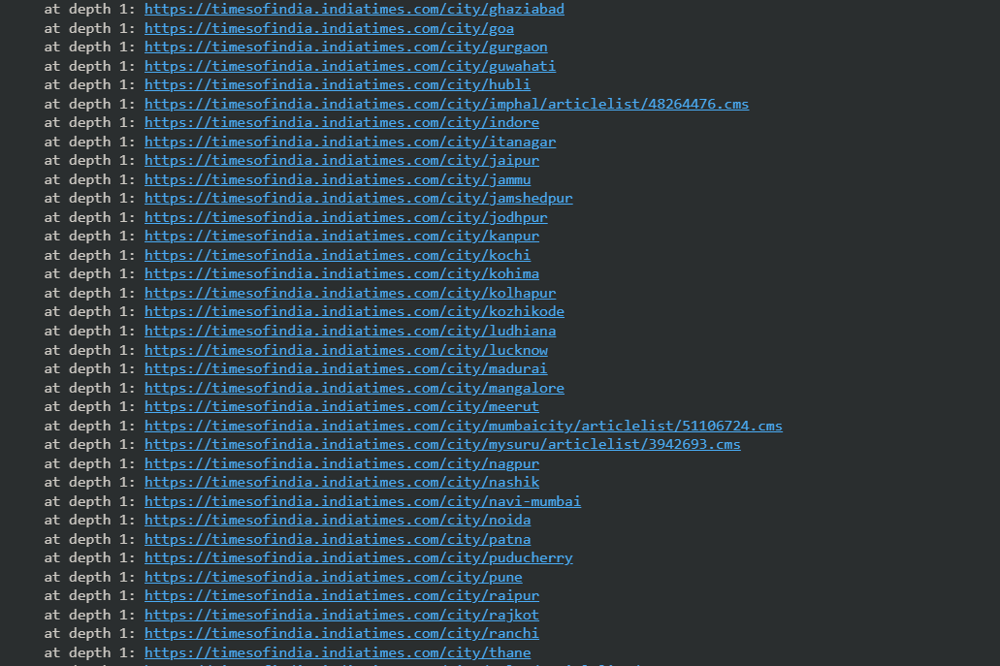 at depth 1: https://timesofindia.indiatimes.com/city/ghaziabad
at depth 1: https://timesofindia.indiatimes.com/city/goa
at depth 1: https://timesofindia.indiatimes.com/city/gurgaon
at depth 1: https://timesofindia.indiatimes.com/city/guwahati
at depth 1: https://timesofindia.indiatimes.com/city/hubli
at depth 1: https://timesofindia.indiatimes.com/city/imphal/articlelist/48264476.cms
at depth 1: https://timesofindia.indiatimes.com/city/indore
at depth 1: https://timesofindia.indiatimes.com/city/itanagar
at depth 1: https://timesofindia.indiatimes.com/city/jaipur
at depth 1: https://timesofindia.indiatimes.com/city/jammu
at depth 1: https://timesofindia.indiatimes.com/city/jamshedpur
at depth 1: https://timesofindia.indiatimes.com/city/jodhpur
at depth 1: https://timesofindia.indiatimes.com/city/kanpur
at depth 1: https://timesofindia.indiatimes.com/city/kochi
at depth 1: https://timesofindia.indiatimes.com/city/kohima
at depth 1: https://timesofindia.indiatimes.com/city/kolhapur
at depth 1: https://timesofindia.indiatimes.com/city/kozhikode
at depth 1: https://timesofindia.indiatimes.com/city/ludhiana
at depth 1: https://timesofindia.indiatimes.com/city/lucknow
at depth 1: https://timesofindia.indiatimes.com/city/madurai
at depth 1: https://timesofindia.indiatimes.com/city/mangalore
at depth 1: https://timesofindia.indiatimes.com/city/meerut
at depth 1: https://timesofindia.indiatimes.com/city/mumbaicity/articlelist/51106724.cms
at depth 1: https://timesofindia.indiatimes.com/city/mysuru/articlelist/3942693.cms
at depth 1: https://timesofindia.indiatimes.com/city/nagpur
at depth 1: https://timesofindia.indiatimes.com/city/nashik
at depth 1: https://timesofindia.indiatimes.com/city/navi-mumbai
at depth 1: https://timesofindia.indiatimes.com/city/noida
at depth 1: https://timesofindia.indiatimes.com/city/patna
at depth 1: https://timesofindia.indiatimes.com/city/puducherry
at depth 1: https://timesofindia.indiatimes.com/city/pune
at depth 1: https://timesofindia.indiatimes.com/city/raipur
at depth 1: https://timesofindia.indiatimes.com/city/rajkot
at depth 1: https://timesofindia.indiatimes.com/city/ranchi
at depth 1: https://timesofindia.indiatimes.com/city/thane